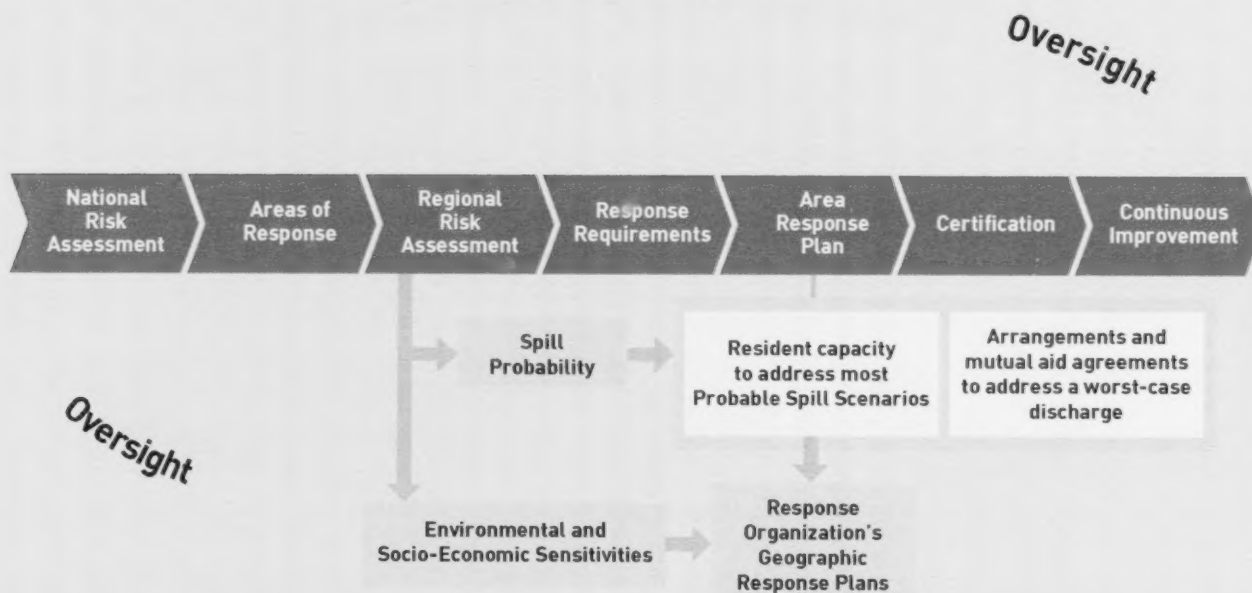 Oversight
National
Risk
Assessment
Areas of
Response
Regional
Risk
Assessment
Response
Requirements
Area
Response
Plan
Certification
Continuous
Improvement
Spill
Probability
Resident capacity
to address most
Probable Spill Scenarios
Arrangements and
mutual aid agreements
to address a worst-case
discharge
Oversight
Environmental and
Socio-Economic Sensitivities
Response
Organization's
Geographic
Response Plans